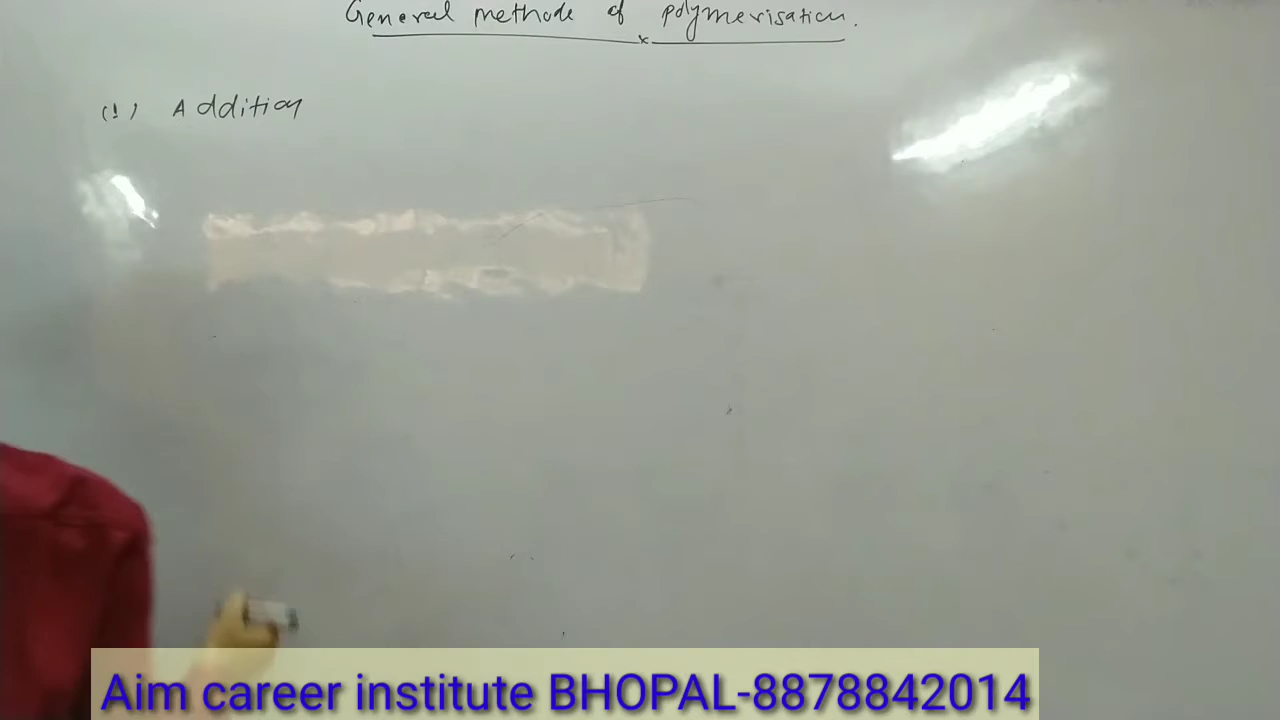 General methode of polymerisation.
(1) Addition
Aim career institute BHOPAL-8878842014